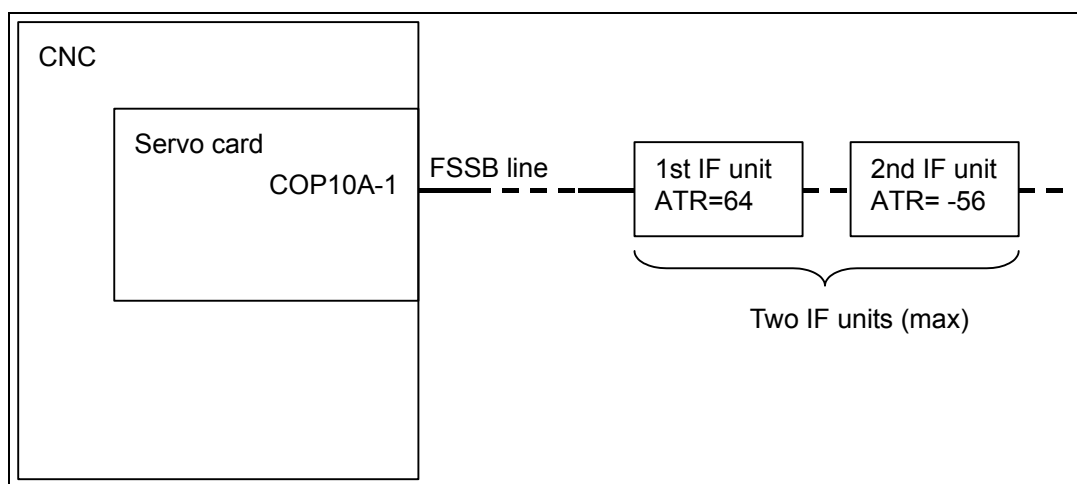 CNC
Servo card
COP10A-1
FSSB line
1st IF unit
ATR=64
2nd IF unit
ATR= -56
Two IF units (max)